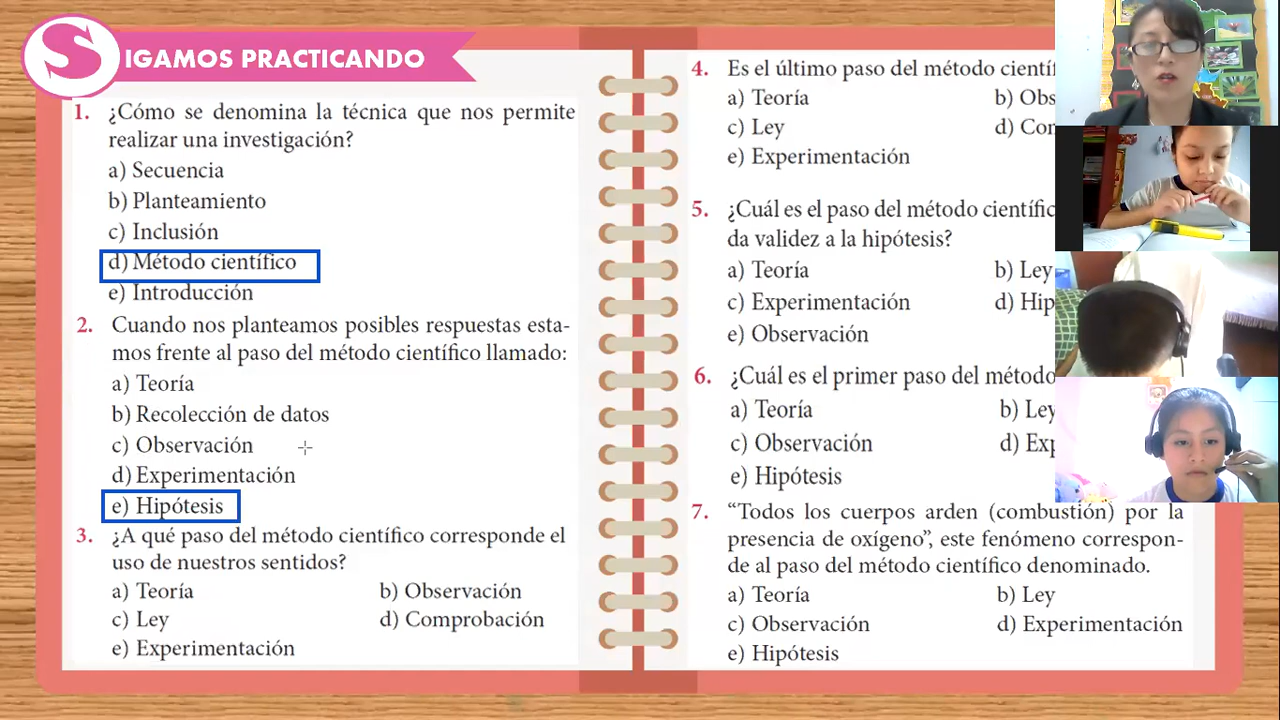 SIGAMOS PRACTICANDO
1. ¿Cómo se denomina la técnica que nos permite
realizar una investigación?
a) Secuencia
b) Planteamiento
c) Inclusión
d) Método científico
e) Introducción
2. Cuando nos planteamos posibles respuestas esta-
mos frente al paso del método científico llamado:
a) Teoría
b) Recolección de datos
c) Observación
d) Experimentación
e) Hipótesis
3. ¿A qué paso del método científico corresponde el
uso de nuestros sentidos?
a) Teoría b) Observación
c) Ley d) Comprobación
e) Experimentación
4. Es el último paso del método
a) Teoría b)
c) Ley d)
e) Experimentación
5. ¿Cuál es el paso del método
da validez a la hipótesis?
a) Teoría b) Ley
c) Experimentación d)
e) Observación
6. ¿Cuál es el primer paso del método
a) Teoría b) Ley
c) Observación d)
e) Hipótesis
7. “Todos los cuerpos arden (combustión) por la
presencia de oxígeno”, este fenómeno correspon-
de al paso del método científico denominado.
a) Teoría b) Ley
c) Observación d) Experimentación
e) Hipótesis